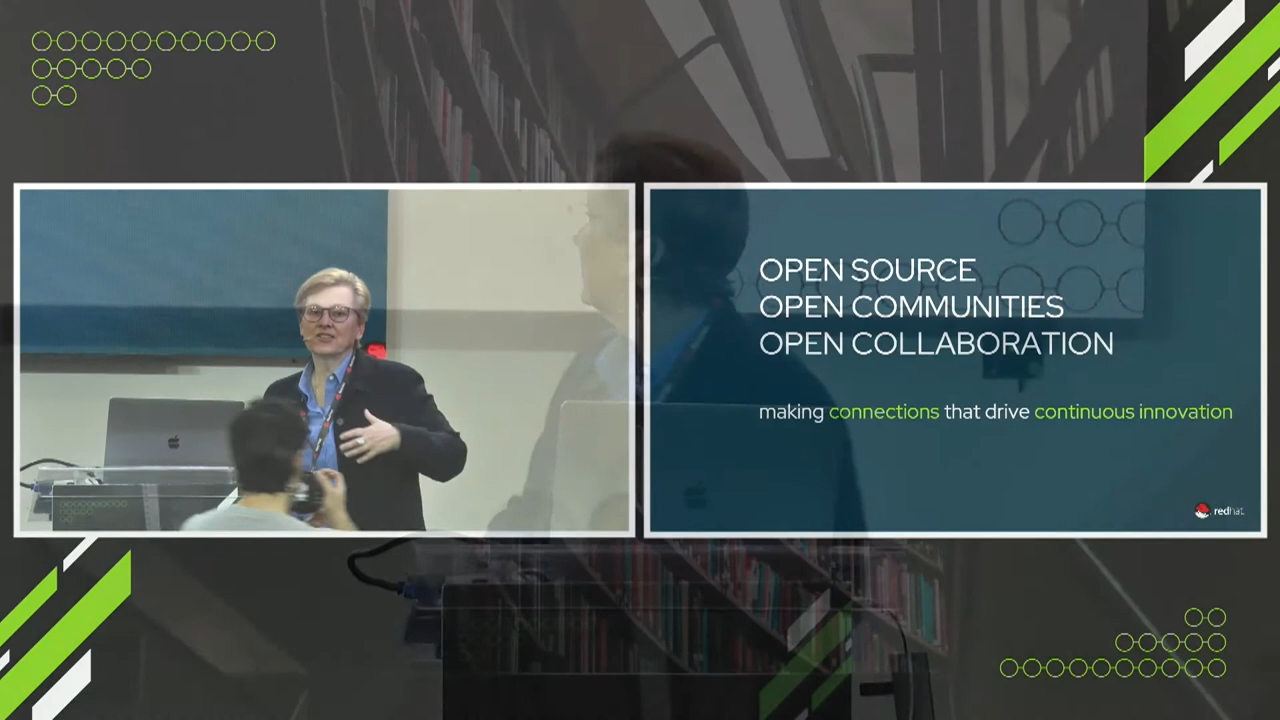 OPEN SOURCE
OPEN COMMUNITIES
OPEN COLLABORATION
making connections that drive continuous innovation
redhat.